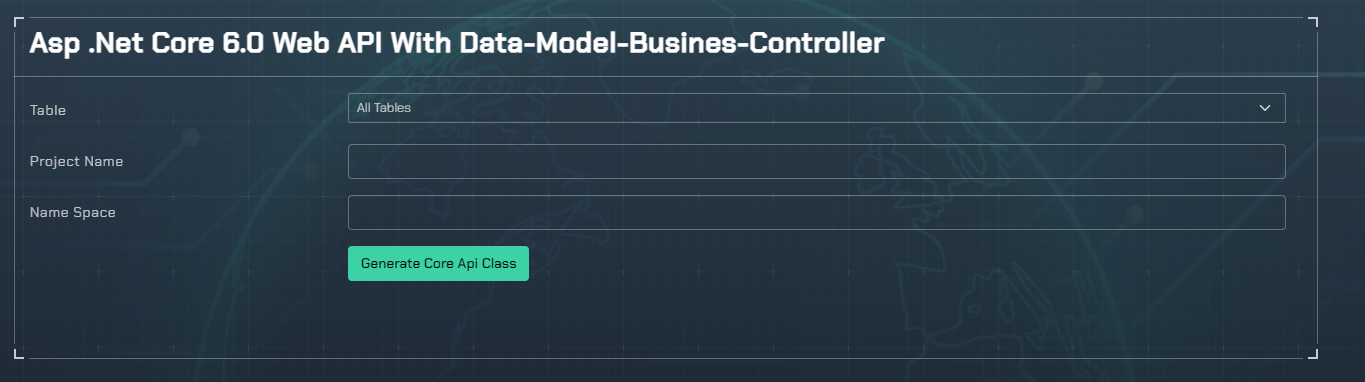 Asp .Net Core 6.0 Web API With Data-Model-Busines-Controller
Table
All Tables
Project Name
Name Space
Generate Core Api Class